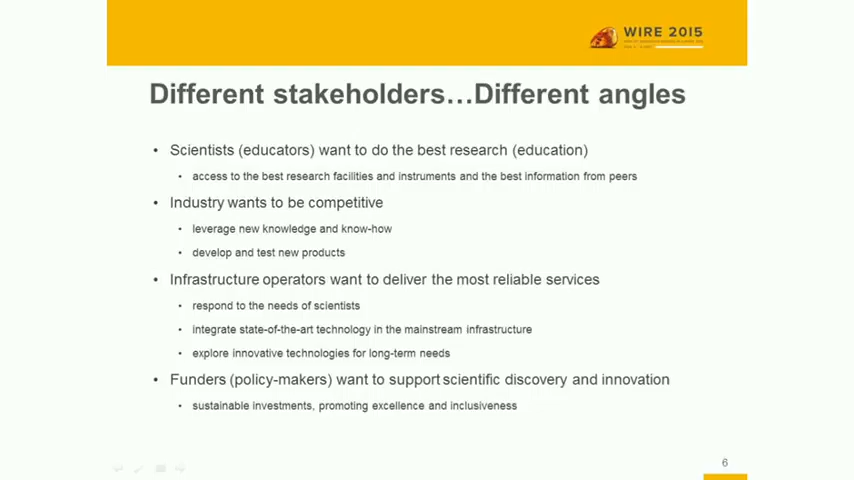 WIRE 2015
Different stakeholders…Different angles
• Scientists (educators) want to do the best research (education)
• access to the best research facilities and instruments and the best information from peers
• Industry wants to be competitive
• leverage new knowledge and know-how
• develop and test new products
• Infrastructure operators want to deliver the most reliable services
• respond to the needs of scientists
• integrate state-of-the-art technology in the mainstream infrastructure
• explore innovative technologies for long-term needs
• Funders (policy-makers) want to support scientific discovery and innovation
• sustainable investments, promoting excellence and inclusiveness
6